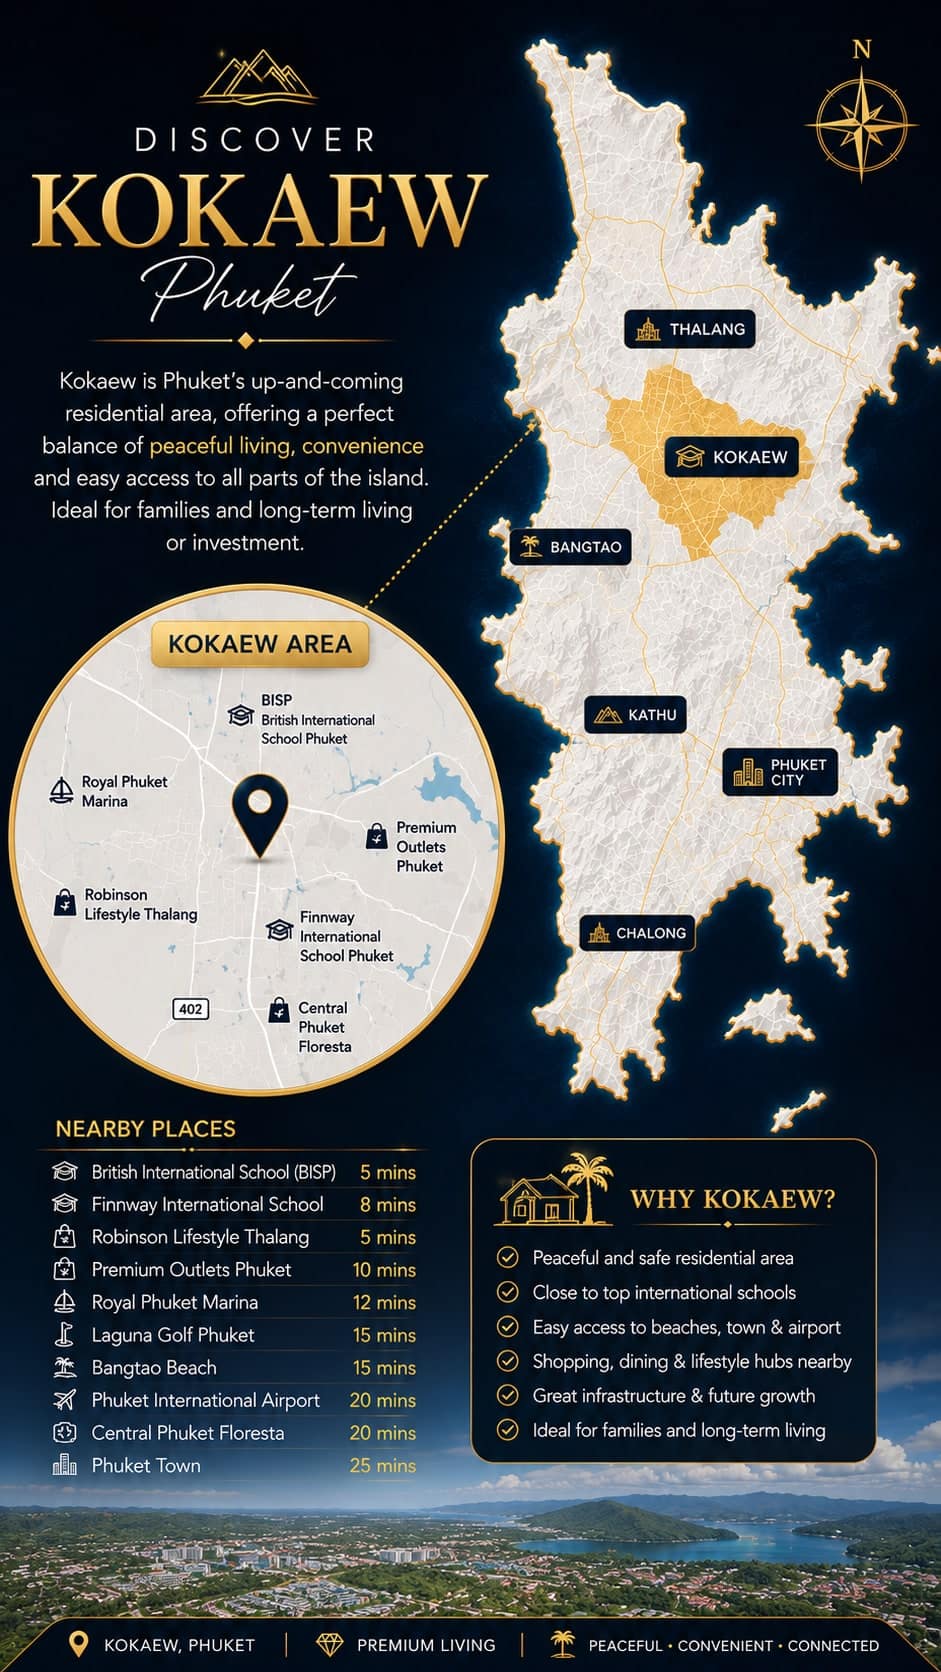 DISCOVER
KOKAEW
Phuket
Kokaew is Phuket's up-and-coming
residential area, offering a perfect
balance of peaceful living, convenience
and easy access to all parts of the island.
Ideal for families and long-term living
or investment.
N
THALANG
KOKAEW
BANGTAO
KATHU
PHUKET
CITY
CHALONG
KOKAEW AREA
BISP
British International
School Phuket
Royal Phuket
Marina
Premium
Outlets
Phuket
Robinson
Lifestyle Thalang
Finnway
International
School Phuket
402
Central
Phuket
Floresta
NEARBY PLACES
British International School (BISP) 5 mins
Finnway International School 8 mins
Robinson Lifestyle Thalang 5 mins
Premium Outlets Phuket 10 mins
Royal Phuket Marina 12 mins
Laguna Golf Phuket 15 mins
Bangtao Beach 15 mins
Phuket International Airport 20 mins
Central Phuket Floresta 20 mins
Phuket Town 25 mins
WHY KOKAEW?
Peaceful and safe residential area
Close to top international schools
Easy access to beaches, town & airport
Shopping, dining & lifestyle hubs nearby
Great infrastructure & future growth
Ideal for families and long-term living
KOKAEW, PHUKET | PREMIUM LIVING | PEACEFUL • CONVENIENT • CONNECTED